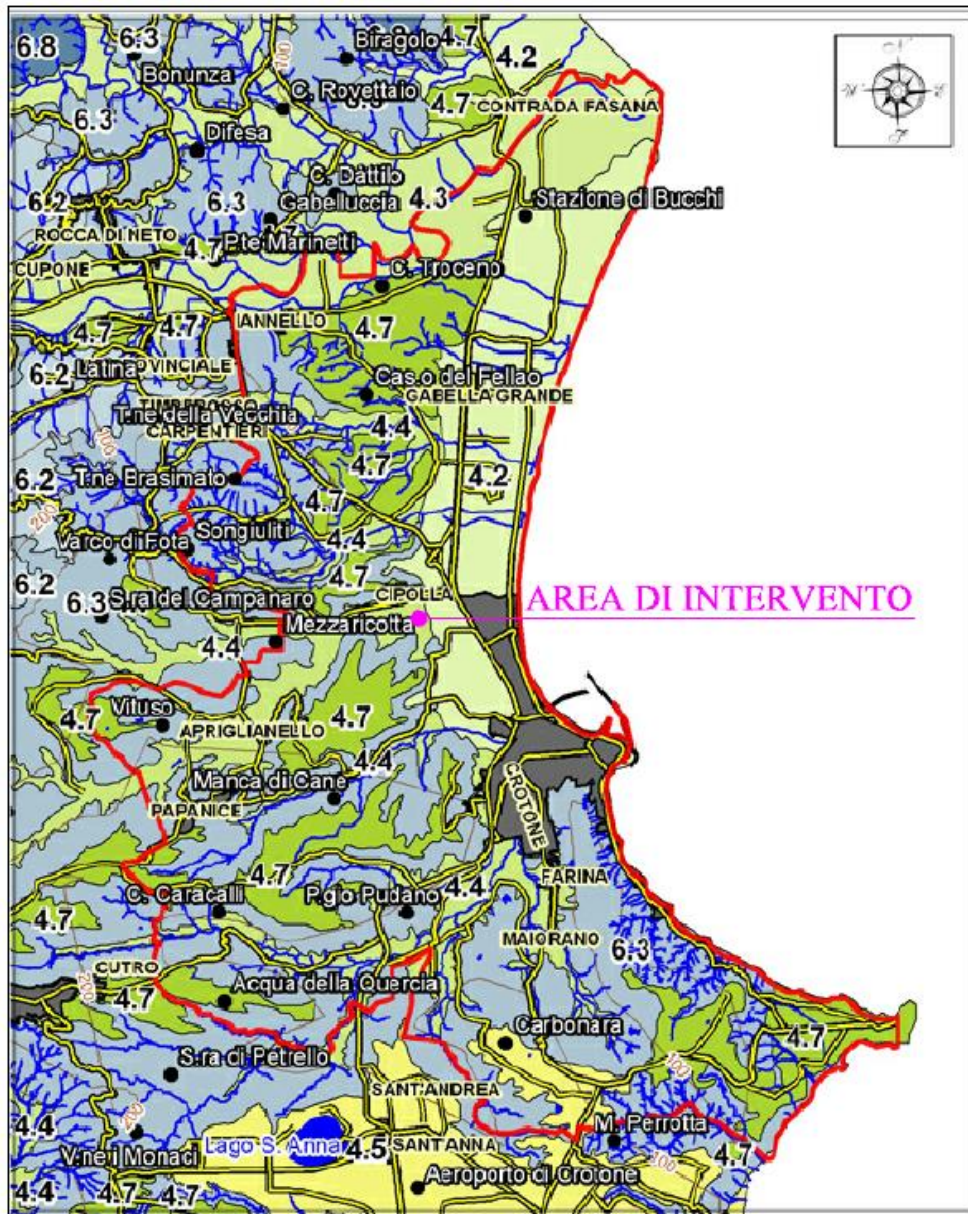 6.8
6.3
Biragolo
4.7
4.2
Bonunza
100
C. Rovettaio
4.7
CONTRADA FASANA
6.3
Difesa
C. Dattilo
6.2
6.3
Gabelluccia
4.3
Stazione di Bucchi
ROCCA DI NETO
4.7
P.te Marinetti
CUPONE
C. Troceno
4.7
4.7
IANNELLO
4.7
6.2
Latina
Cas.o del Fellao
GABELLA GRANDE
T.ne della Vecchia
CARPENTIERI
4.4
100
4.7
6.2
T.ne Brasimato
4.2
200
4.7
Songiuliti
4.4
Varco di Fota
6.2
4.7
6.3
S.ra del Campanaro
CIPOLLA
AREA DI INTERVENTO
Mezzaricotta
4.4
4.7
Vituso
APRIGLIANELLO
4.7
4.4
Manca di Cane
CROTONE
PAPANICE
4.7
4.4
FARINA
4.7
C. Caracalli
P.gio Pudano
MAIORANO
6.3
CUTRO
200
4.7
Acqua della Quercia
Carbonara
4.7
S.ra di Petrello
100
SANT'ANDREA
4.4
200
M. Perrotta
V.ne i Monaci
Lago S. Anna
4.5
SANT'ANNA
100
4.7
4.4
4.7
4.7
Aeroporto di Crotone